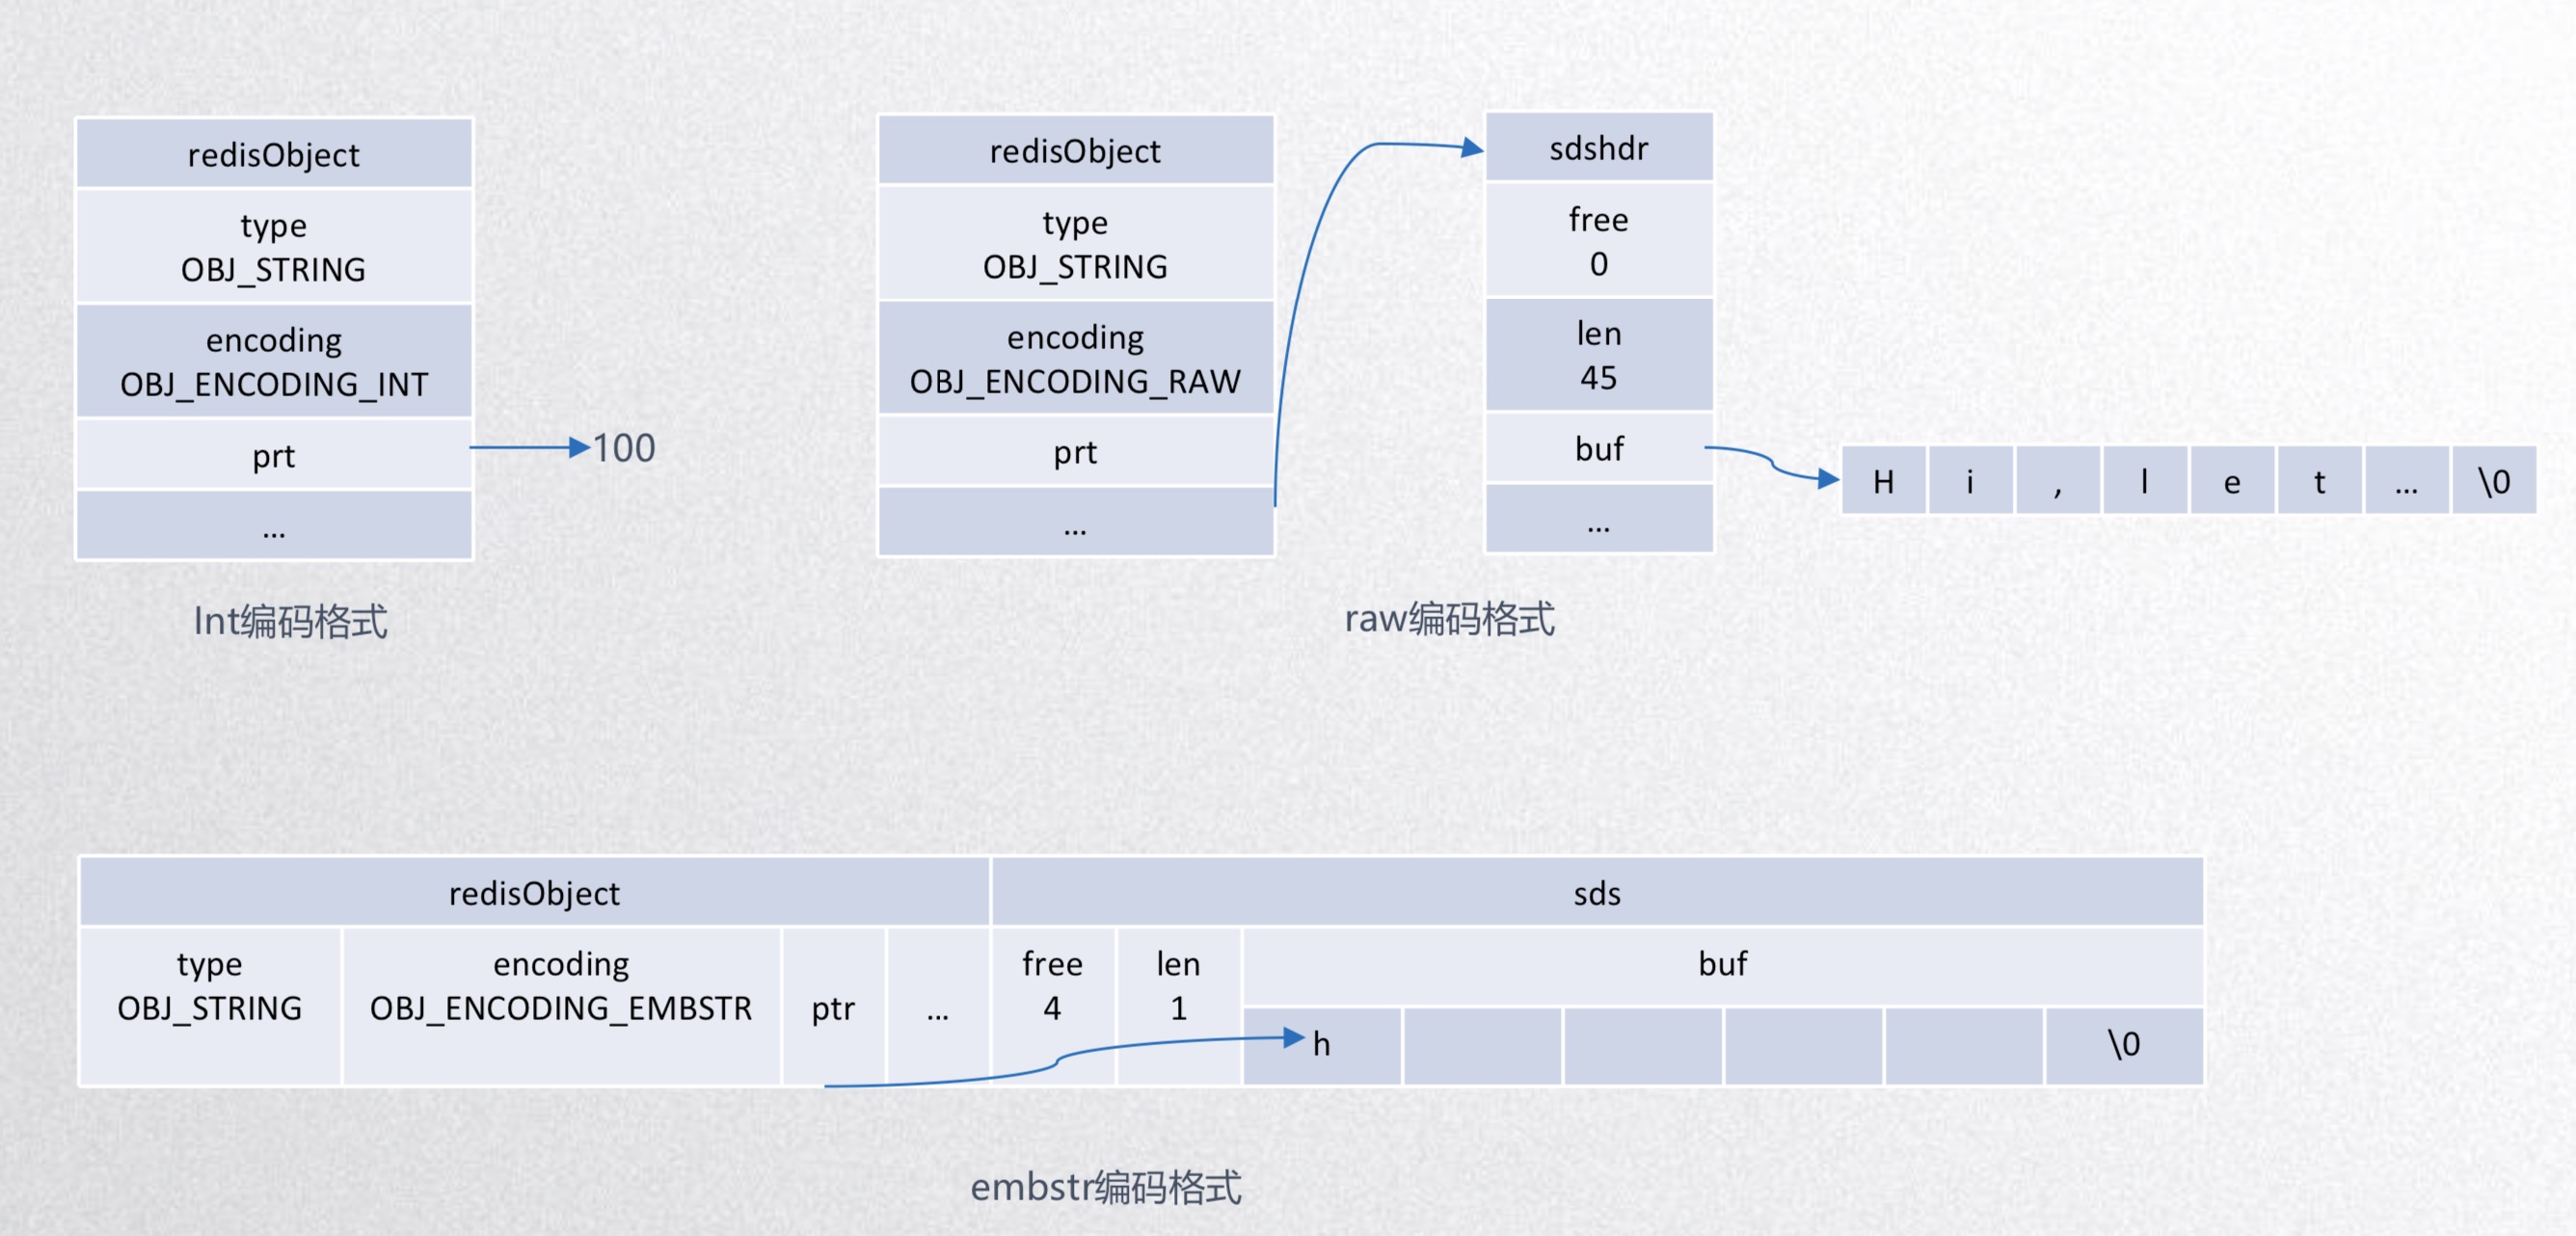 redisObject
type
OBJ_STRING
encoding
OBJ_ENCODING_INT
prt
...
100
Int编码格式
redisObject
type
OBJ_STRING
encoding
OBJ_ENCODING_RAW
prt
...
sdshdr
free
0
len
45
buf
...
H i , l e t ... \0
raw编码格式
redisObject sds
type encoding ptr ... free len buf
OBJ_STRING OBJ_ENCODING_EMBSTR 4 1
h \0
embstr编码格式